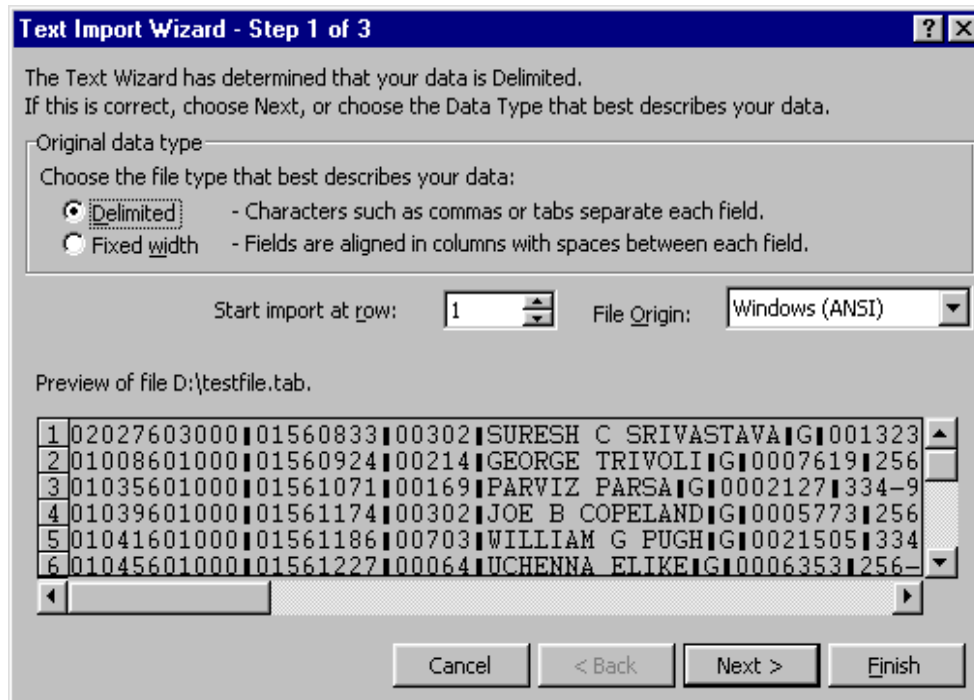 Text Import Wizard - Step 1 of 3
The Text Wizard has determined that your data is Delimited.
If this is correct, choose Next, or choose the Data Type that best describes your data.
Original data type
Choose the file type that best describes your data:
Delimited - Characters such as commas or tabs separate each field.
Fixed width - Fields are aligned in columns with spaces between each field.
Start import at row: 1 File Origin: Windows (ANSI)
Preview of file D:\testfile.tab.
1 02027603000|01560833|00302|SURESH C SRIVASTAVA|G|001323
2 01008601000|01560924|00214|GEORGE TRIVOLI|G|0007619|256
3 01035601000|01561071|00169|PARVIZ PARSA|G|0002127|334-9
4 01039601000|01561174|00302|JOE B COPELAND|G|0005773|256
5 01041601000|01561186|00703|WILLIAM G PUGH|G|0021505|334
6 01045601000|01561227|00064|UCHENNA ELIKE|G|0006353|256-
Cancel < Back Next > Finish